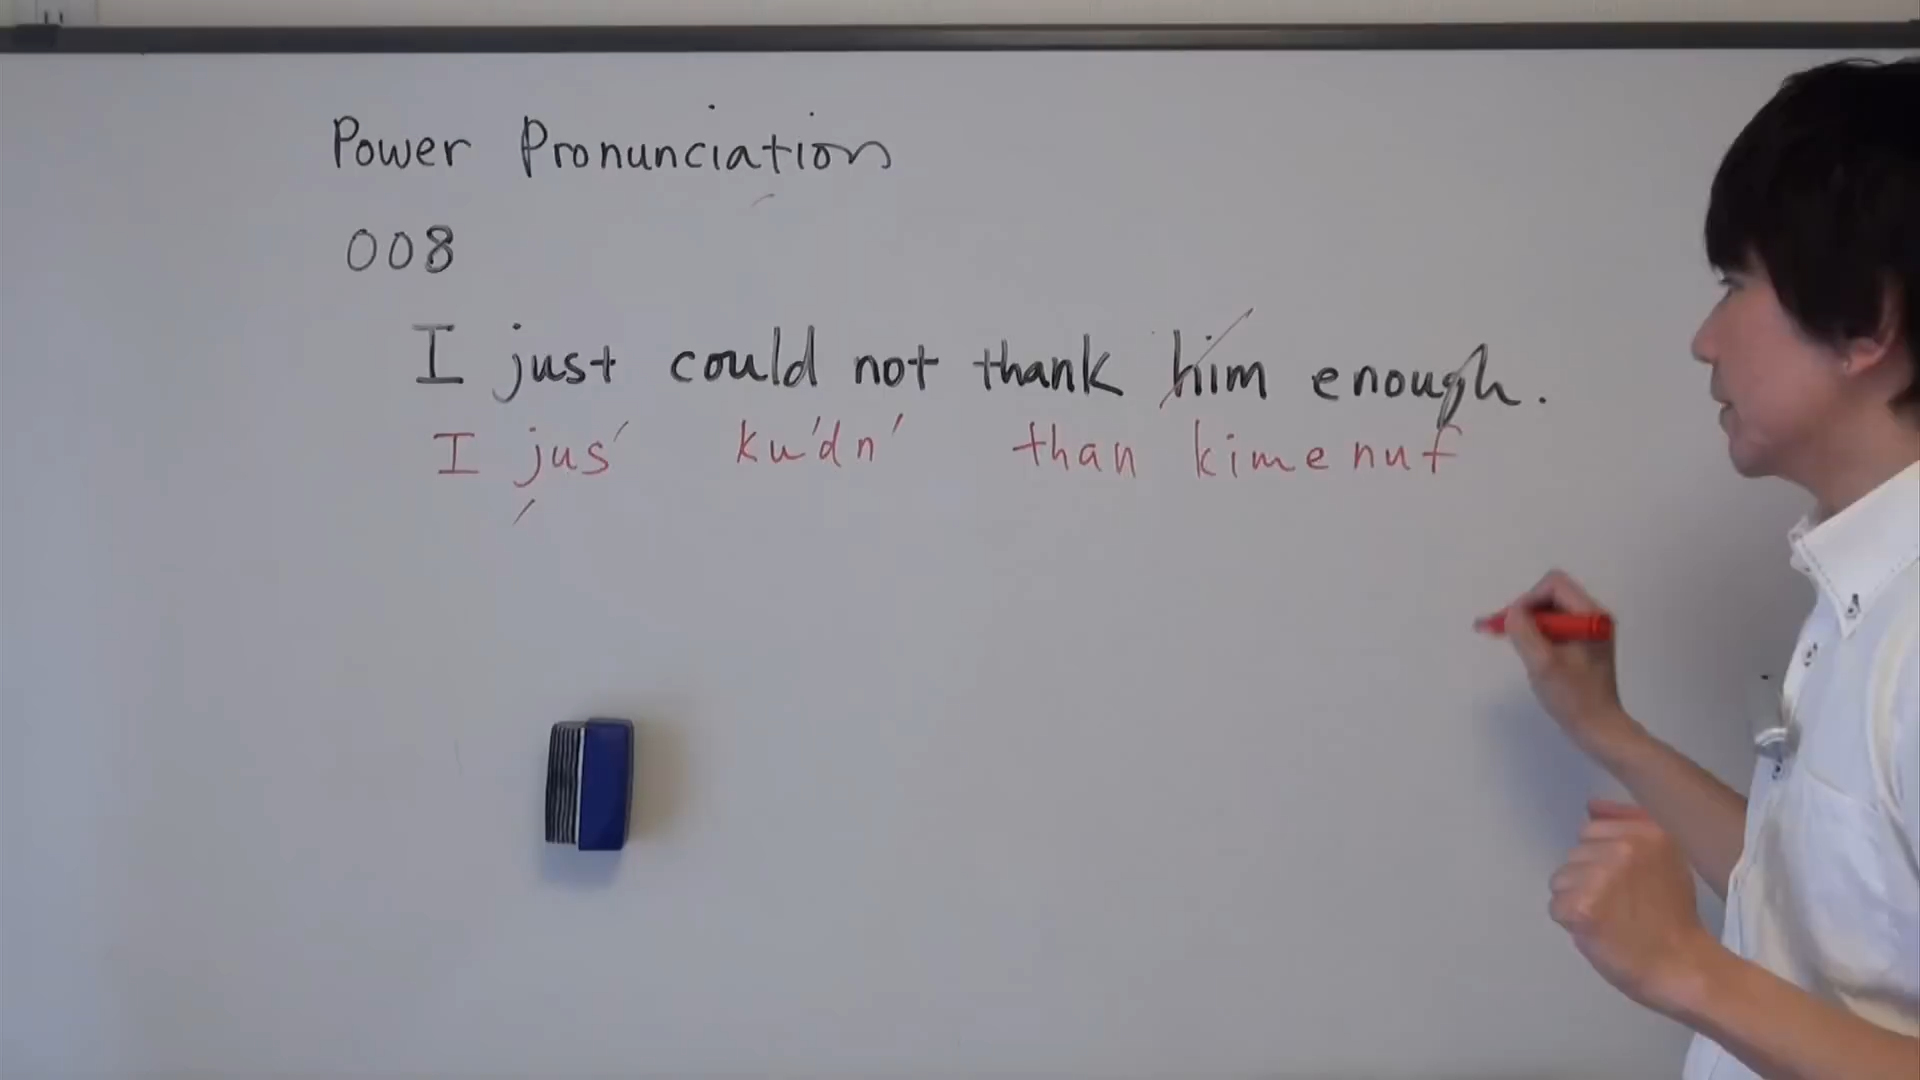 Power Pronunciation
008
I just could not thank him enough.
I jus' ku'dn' than kimenuf